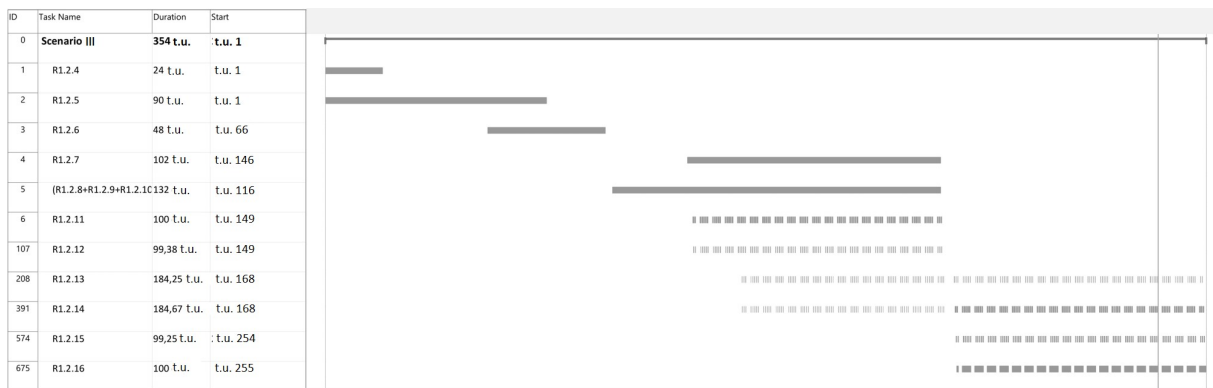 ID Task Name Duration Start
0 Scenario III 354 t.u. t.u. 1
1 R1.2.4 24 t.u. t.u. 1
2 R1.2.5 90 t.u. t.u. 1
3 R1.2.6 48 t.u. t.u. 66
4 R1.2.7 102 t.u. t.u. 146
5 (R1.2.8+R1.2.9+R1.2.10 132 t.u. t.u. 116
6 R1.2.11 100 t.u. t.u. 149
107 R1.2.12 99,38 t.u. t.u. 149
208 R1.2.13 184,25 t.u. t.u. 168
391 R1.2.14 184,67 t.u. t.u. 168
574 R1.2.15 99,25 t.u. t.u. 254
675 R1.2.16 100 t.u. t.u. 255